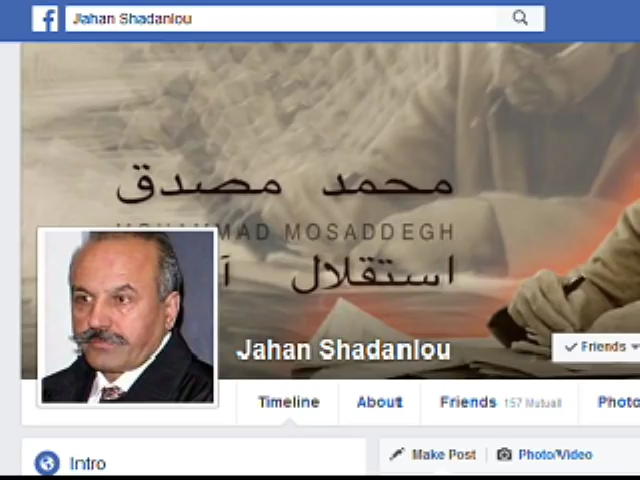 Jahan Shadanlou
محمد مصدق
MOSADDEGH
استقلال
Jahan Shadanlou
Friends
Timeline
About
Friends 157 Mutual
Intro
Make Post
Photo/Video